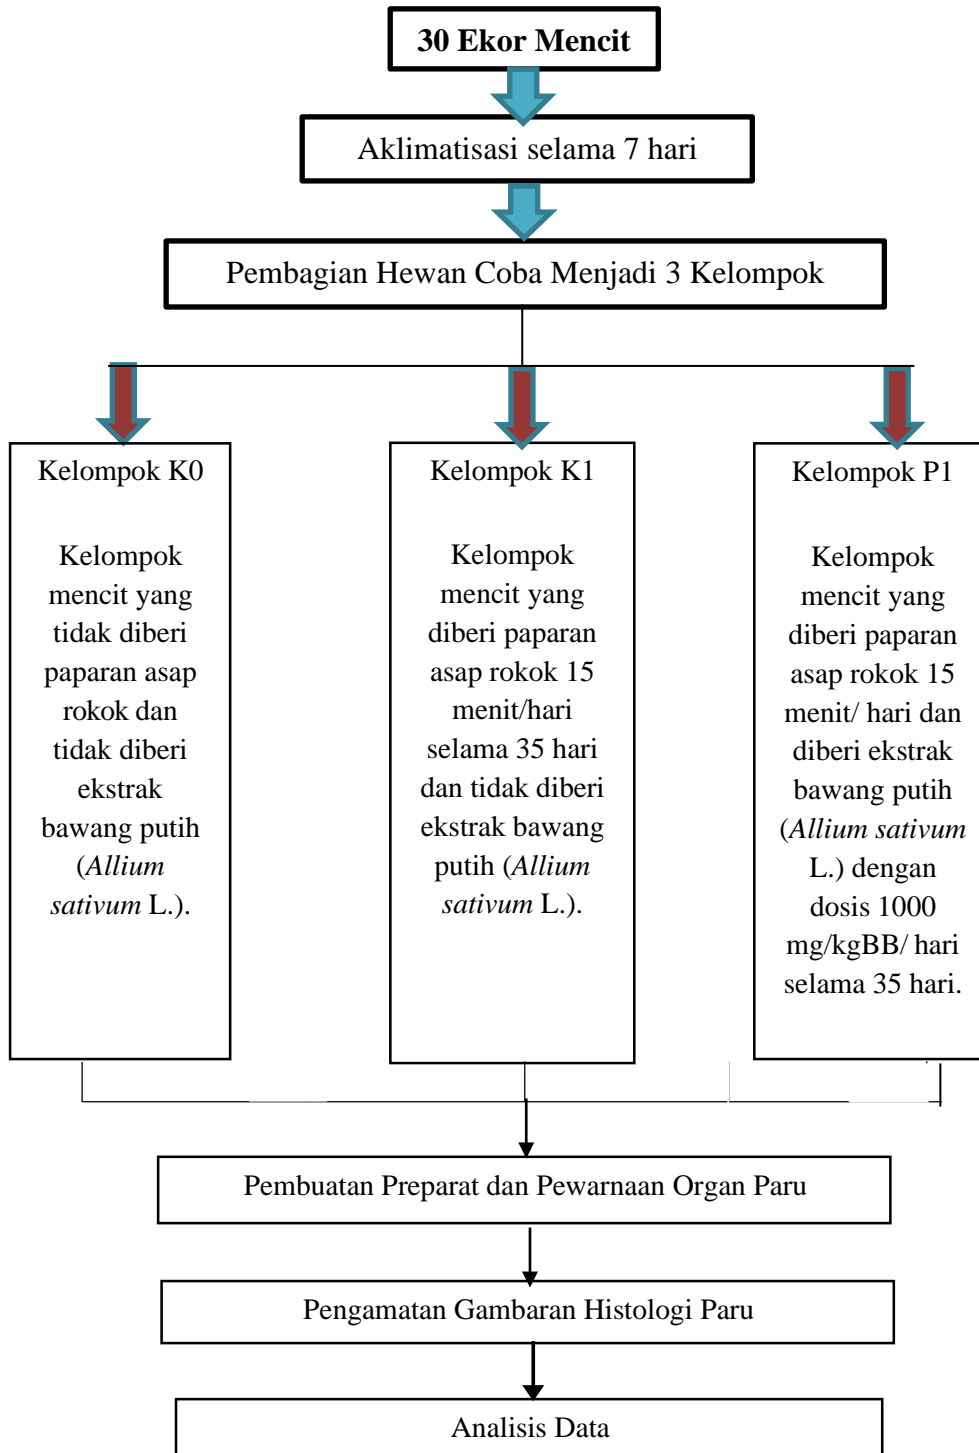 30 Ekor Mencit
Aklimatisasi selama 7 hari
Pembagian Hewan Coba Menjadi 3 Kelompok
Kelompok K0
Kelompok
mencit yang
tidak diberi
paparan asap
rokok dan
tidak diberi
ekstrak
bawang putih
(Allium
sativum L.).
Kelompok K1
Kelompok
mencit yang
diberi paparan
asap rokok 15
menit/hari
selama 35 hari
dan tidak diberi
ekstrak bawang
putih (Allium
sativum L.).
Kelompok P1
Kelompok
mencit yang
diberi paparan
asap rokok 15
menit/ hari dan
diberi ekstrak
bawang putih
(Allium sativum
L.) dengan
dosis 1000
mg/kgBB/ hari
selama 35 hari.
Pembuatan Preparat dan Pewarnaan Organ Paru
Pengamatan Gambaran Histologi Paru
Analisis Data